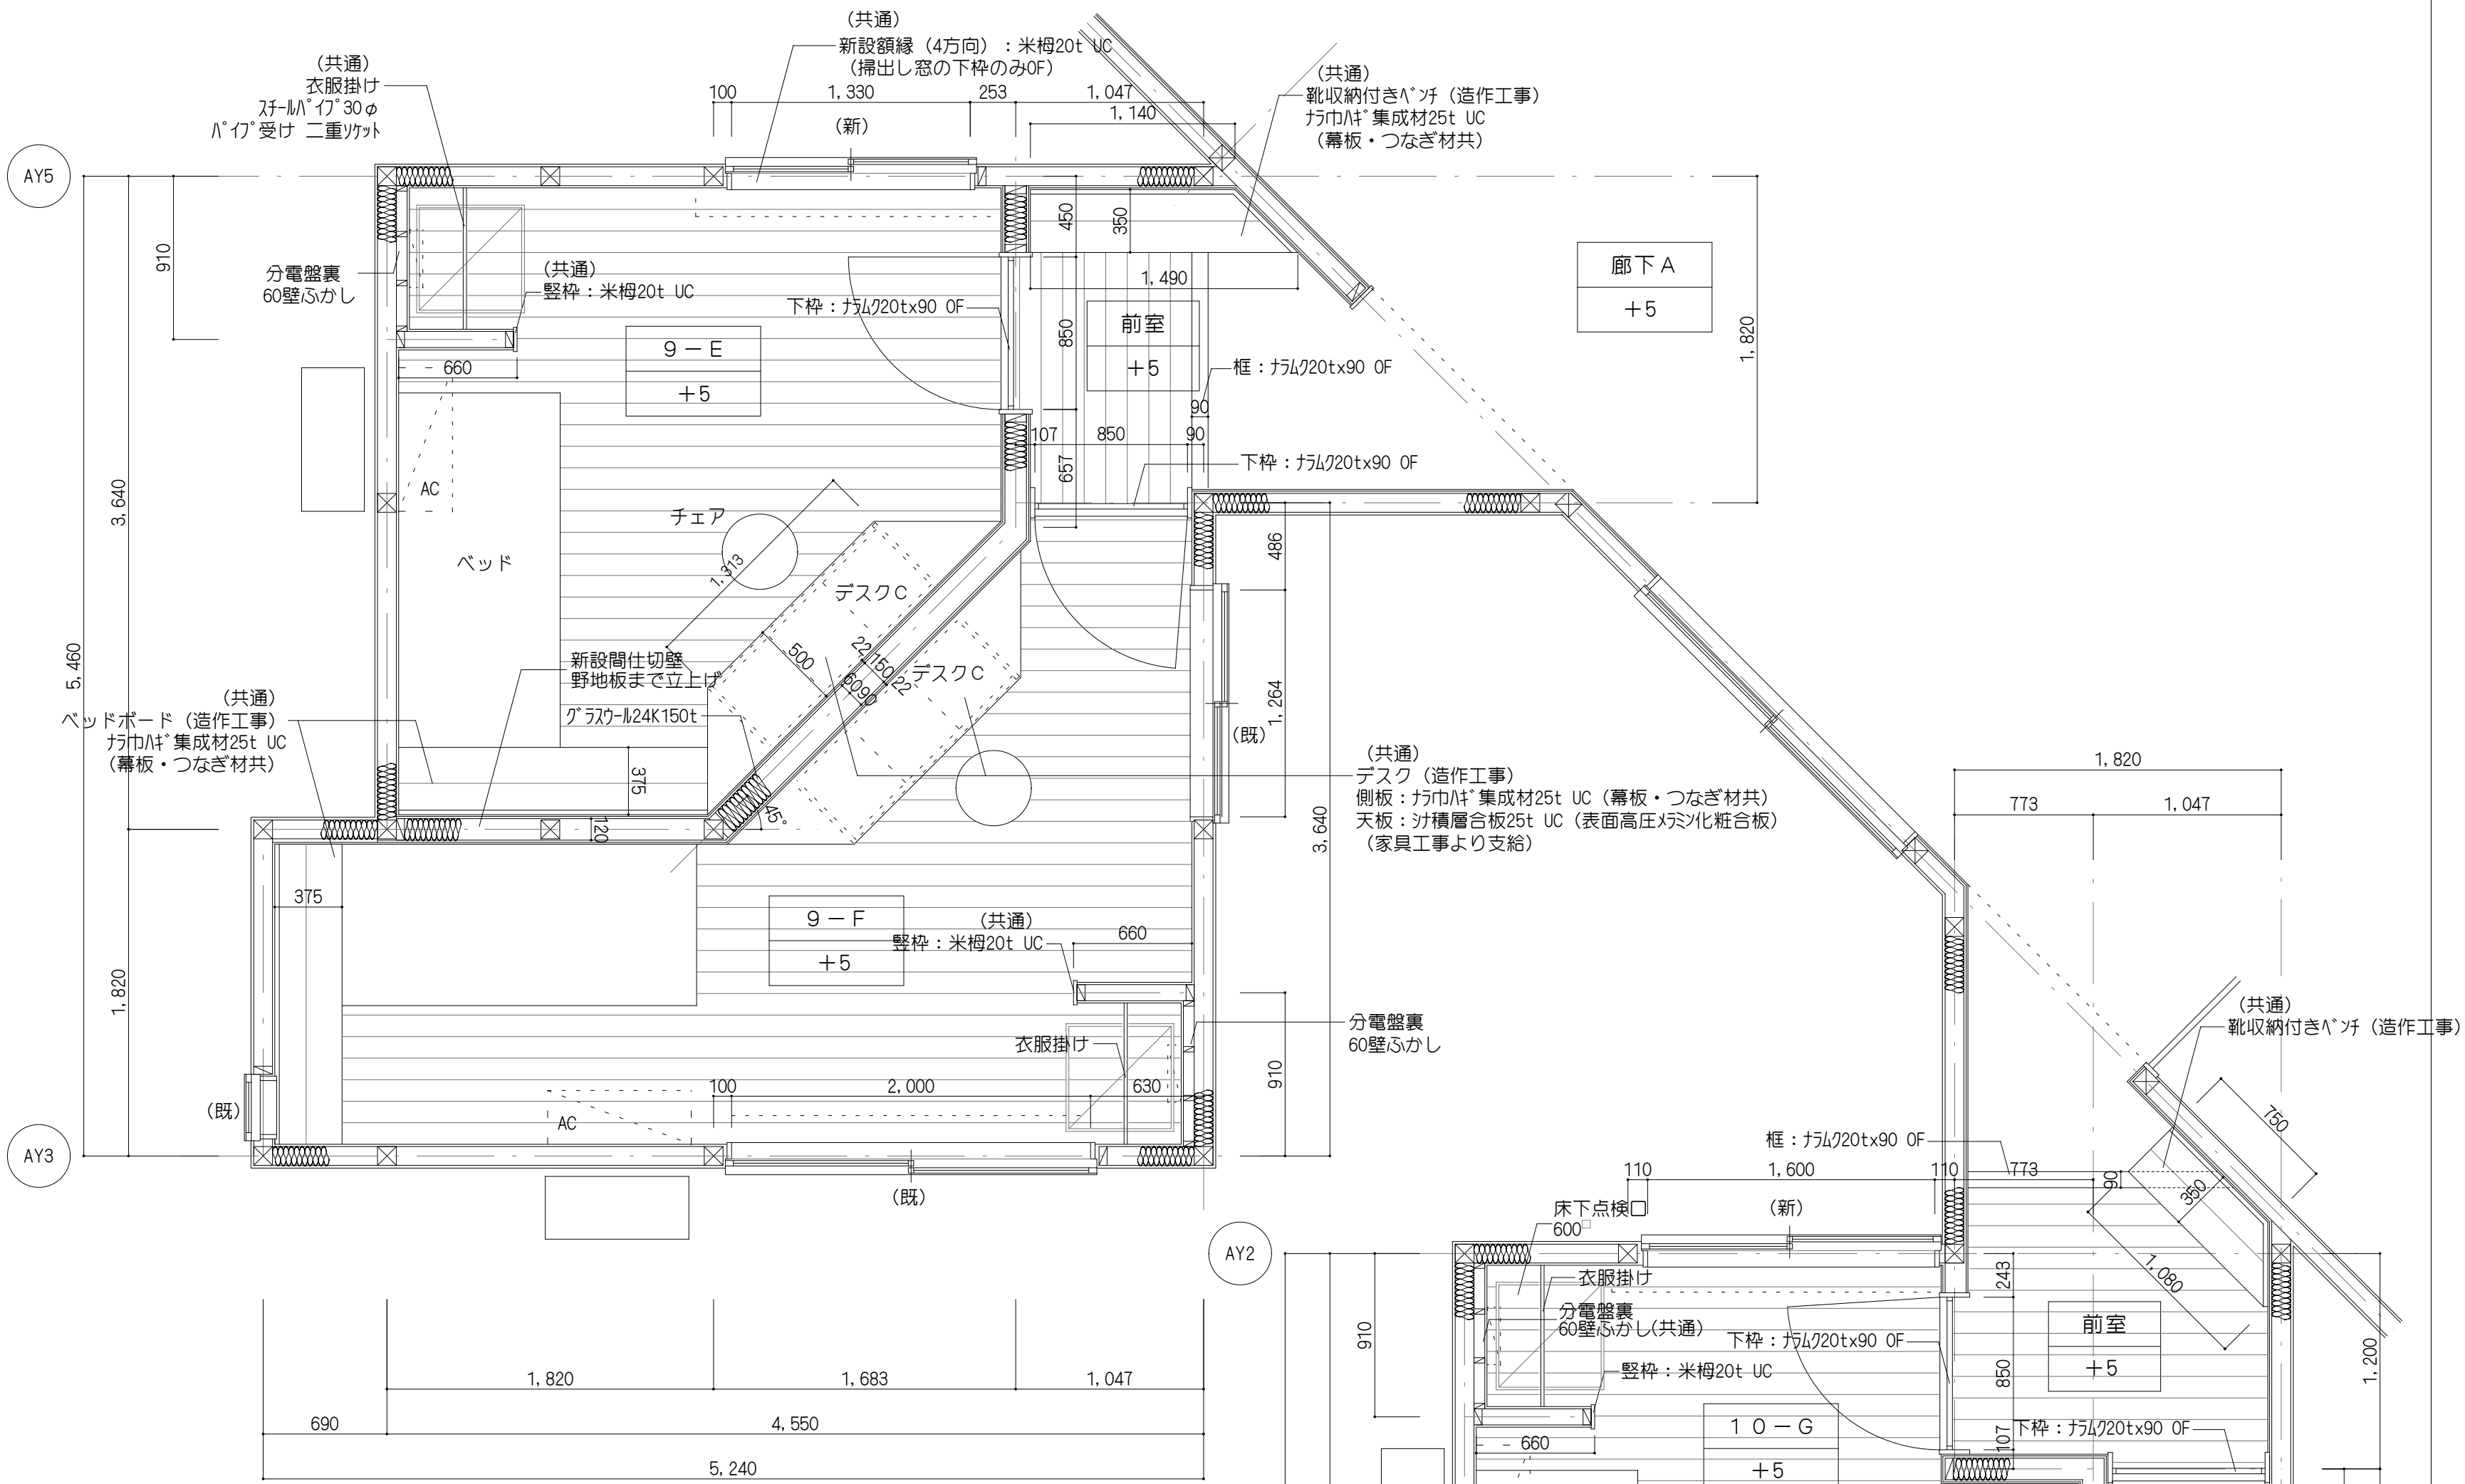 (共通)
新設額縁（4方向）：米栂20t UC
（掃出し窓の下枠のみOF）
(共通)
衣服掛け
ｽﾁｰﾙﾊﾟｲﾌﾟ30φ
ﾊﾟｲﾌﾟ受け 二重ｿｹｯﾄ
(共通)
靴収納付きﾍﾞﾝﾁ（造作工事）
ﾅﾗ巾ﾊｷﾞ集成材25t UC
（幕板・つなぎ材共）
100
1,330
253
1,047
1,140
(新)
AY5
910
3,640
5,460
1,820
分電盤裏
60壁ふかし
(共通)
竪枠：米栂20t UC
下枠：ﾅﾗﾑｸ20tx90 OF
450
350
1,490
850
657
前室
+5
廊下A
+5
1,820
9-E
+5
660
框：ﾅﾗﾑｸ20tx90 OF
90
107
850
90
下枠：ﾅﾗﾑｸ20tx90 OF
AC
チェア
ベッド
1,313
デスクC
デスクC
500
22
150
22
60
90
486
1,264
(既)
3,640
新設間仕切壁
野地板まで立上げ
ｸﾞﾗｽｳｰﾙ24K150t
(共通)
ベッドボード（造作工事）
ﾅﾗ巾ﾊｷﾞ集成材25t UC
（幕板・つなぎ材共）
375
45°
120
(共通)
デスク（造作工事）
側板：ﾅﾗ巾ﾊｷﾞ集成材25t UC（幕板・つなぎ材共）
天板：ｼﾅ積層合板25t UC（表面高圧ﾒﾗﾐﾝ化粧合板）
（家具工事より支給）
1,820
773
1,047
375
9-F
+5
(共通)
竪枠：米栂20t UC
660
衣服掛け
分電盤裏
60壁ふかし
910
100
2,000
630
AC
(既)
(既)
AY3
(共通)
靴収納付きﾍﾞﾝﾁ（造作工事）
750
框：ﾅﾗﾑｸ20tx90 OF
110
1,600
110
773
90
350
1,080
(新)
床下点検口
600□
AY2
衣服掛け
分電盤裏
60壁ふかし(共通)
910
243
850
107
1,200
前室
+5
下枠：ﾅﾗﾑｸ20tx90 OF
竪枠：米栂20t UC
10-G
+5
660
下枠：ﾅﾗﾑｸ20tx90 OF
1,820
1,683
1,047
690
4,550
5,240